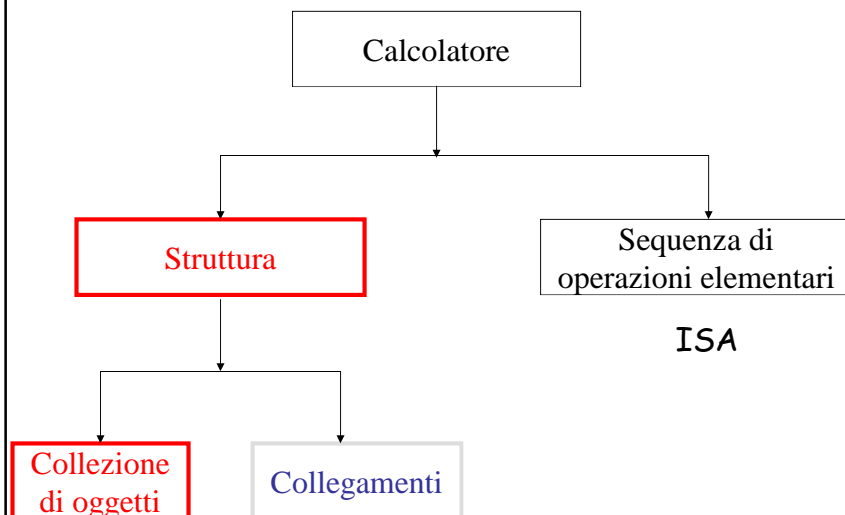 Calcolatore
Struttura
Sequenza di
operazioni elementari
ISA
Collezione
di oggetti
Collegamenti